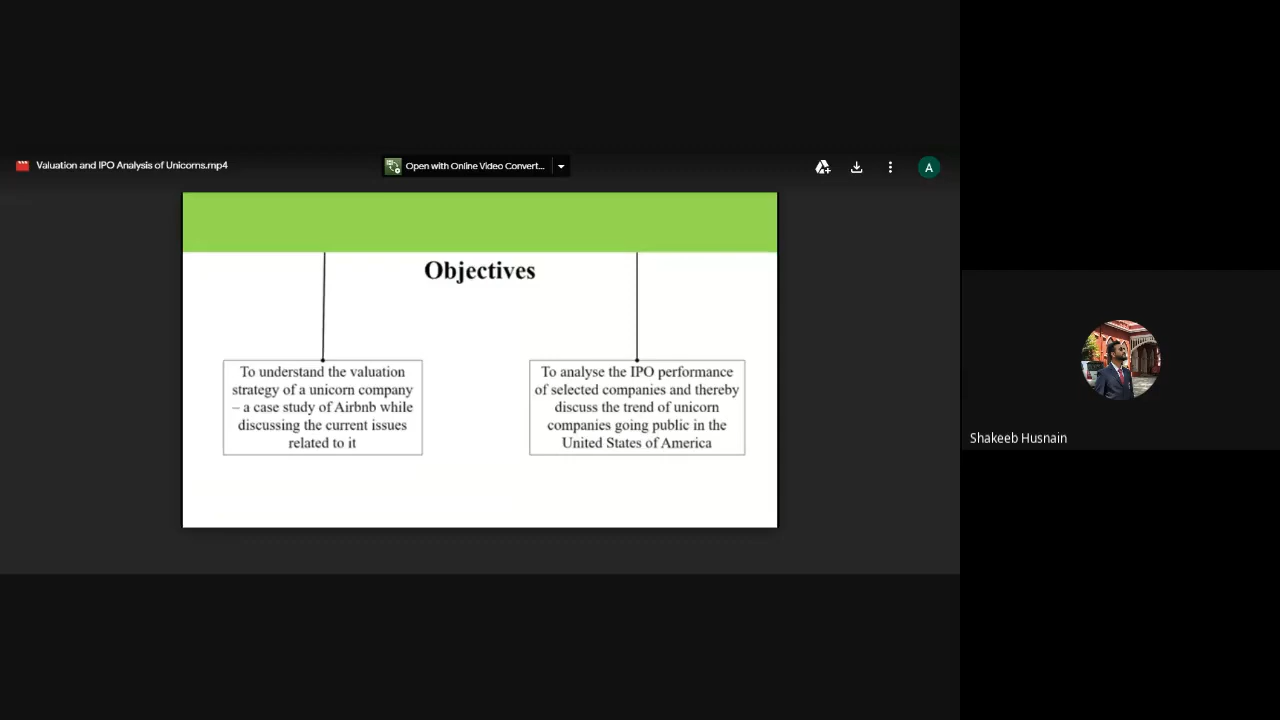 Valuation and IPO Analysis of Unicorns.mp4
Open with Online Video Convert...
A
Objectives
To understand the valuation
strategy of a unicorn company
– a case study of Airbnb while
discussing the current issues
related to it
To analyse the IPO performance
of selected companies and thereby
discuss the trend of unicorn
companies going public in the
United States of America
Shakeeb Husnain